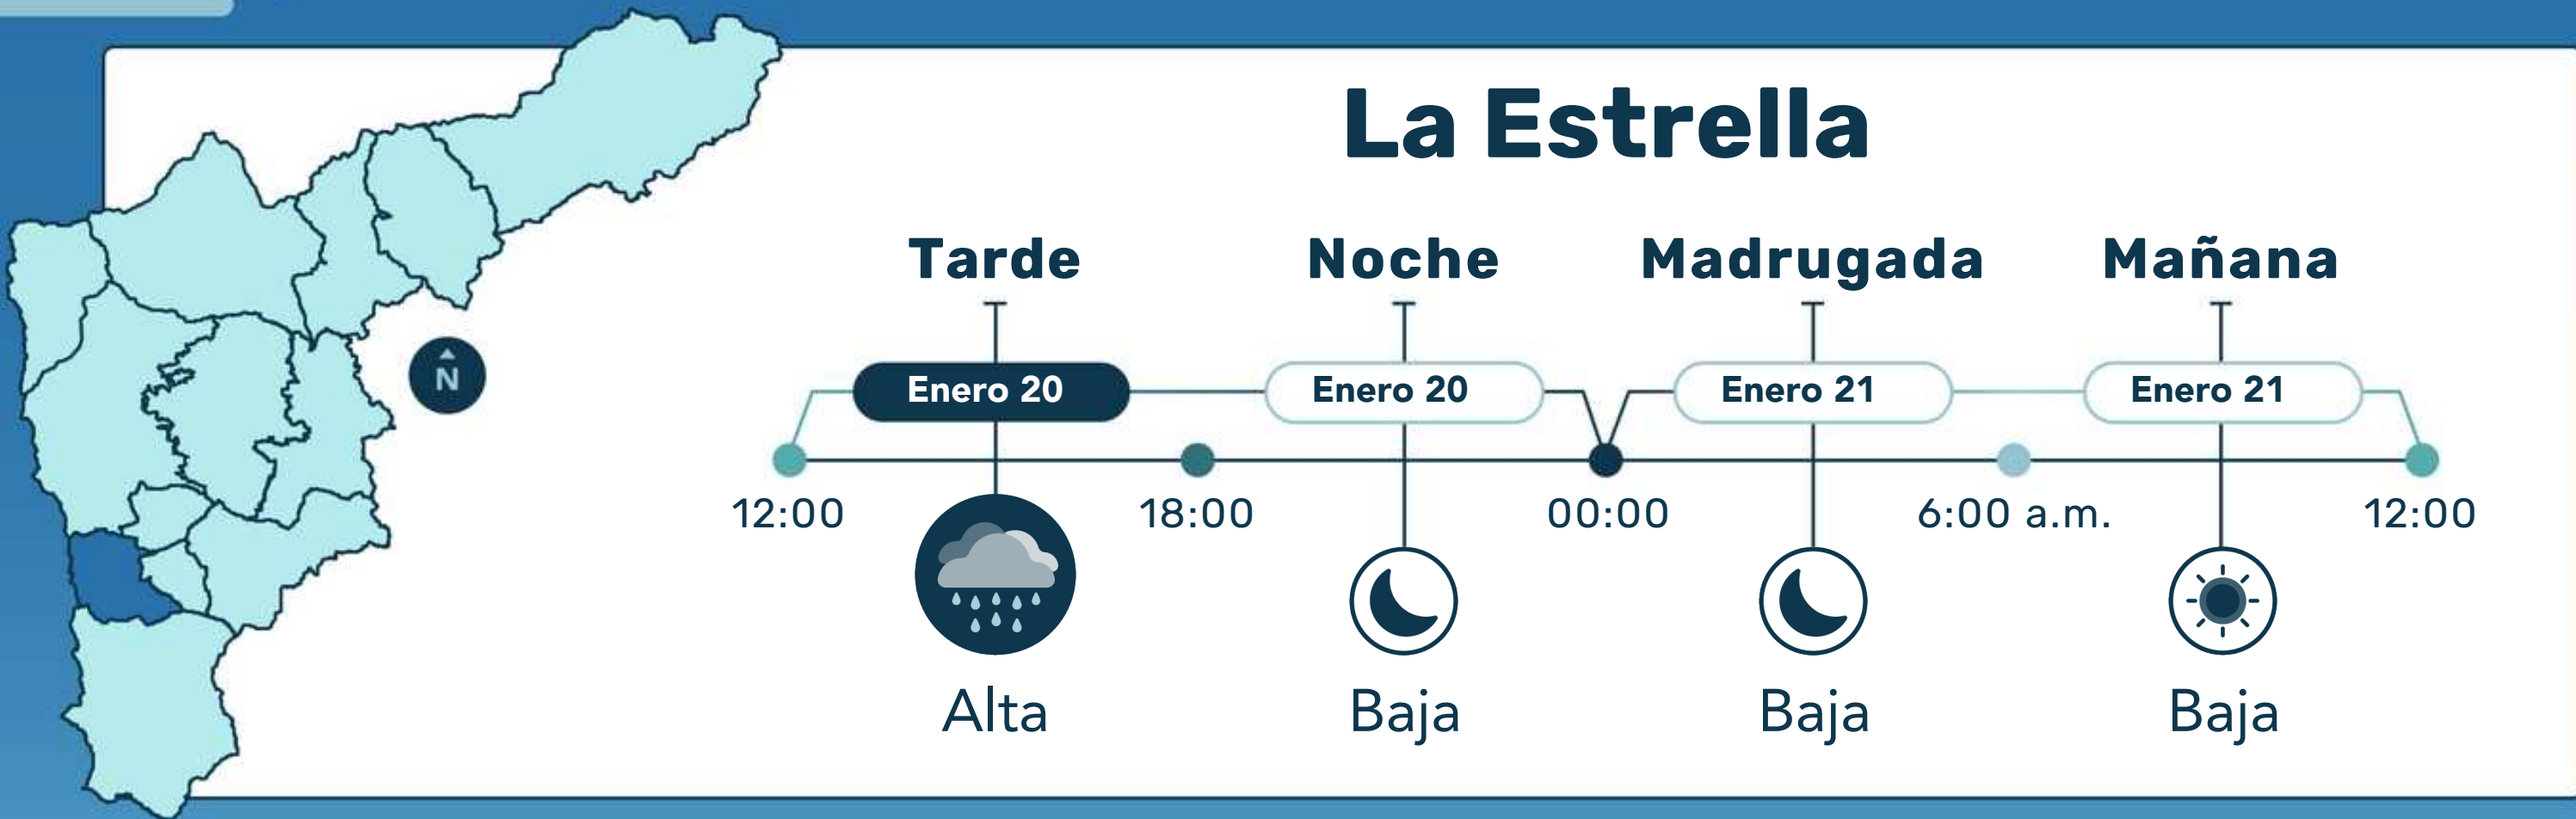 La Estrella
Tarde Noche Madrugada Mañana
N
Enero 20 Enero 20 Enero 21 Enero 21
12:00 18:00 00:00 6:00 a.m. 12:00
Alta Baja Baja Baja